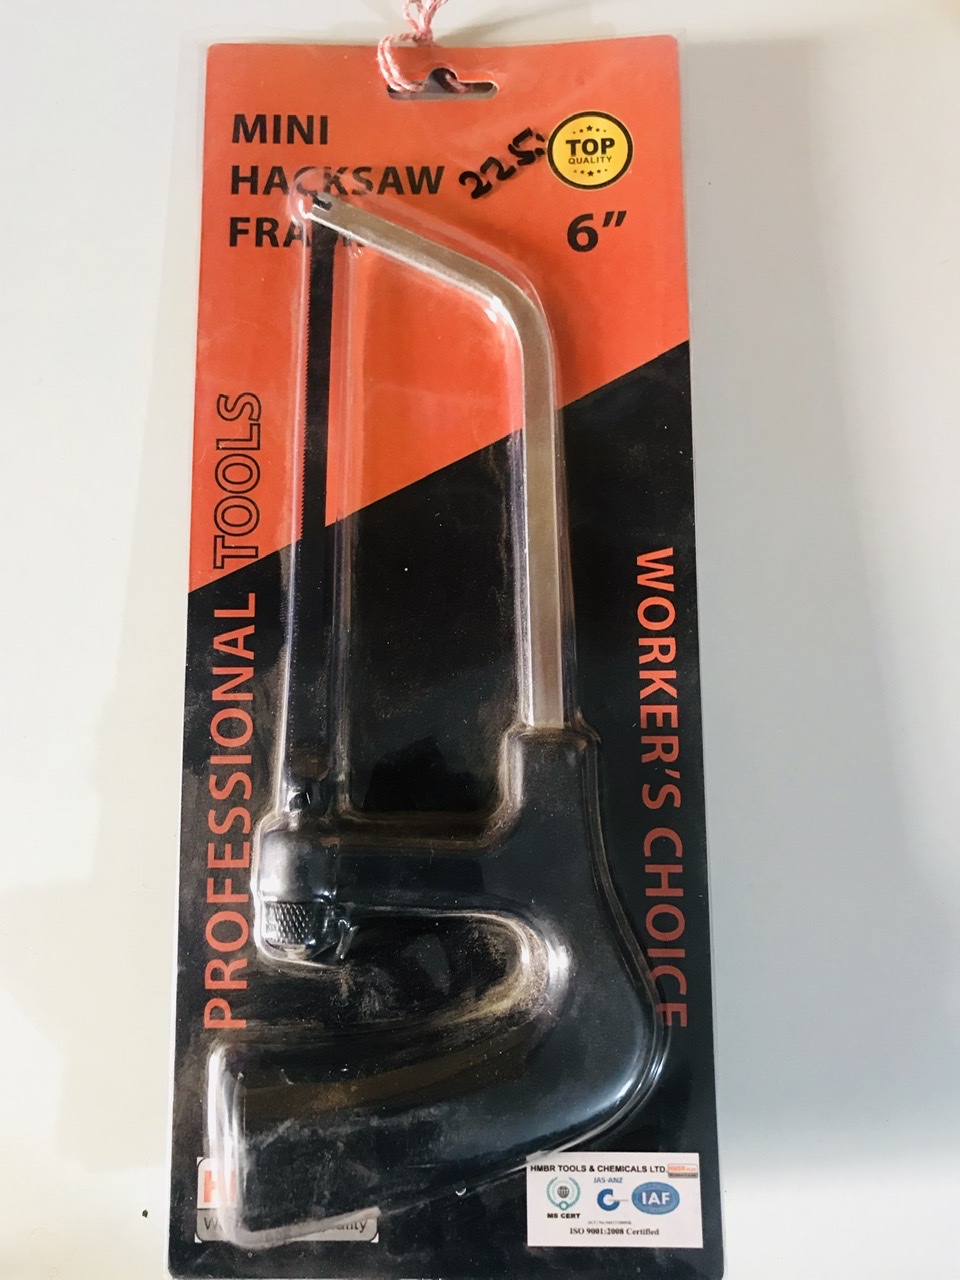 MINI
HACKSAW
225
TOP
QUALITY
6”
PROFESSIONAL TOOLS
WORKER'S CHOICE
HMBR TOOLS & CHEMICALS LTD.
JAS-ANZ
IAF
MS CERT
ISO 9001:2008 Certified